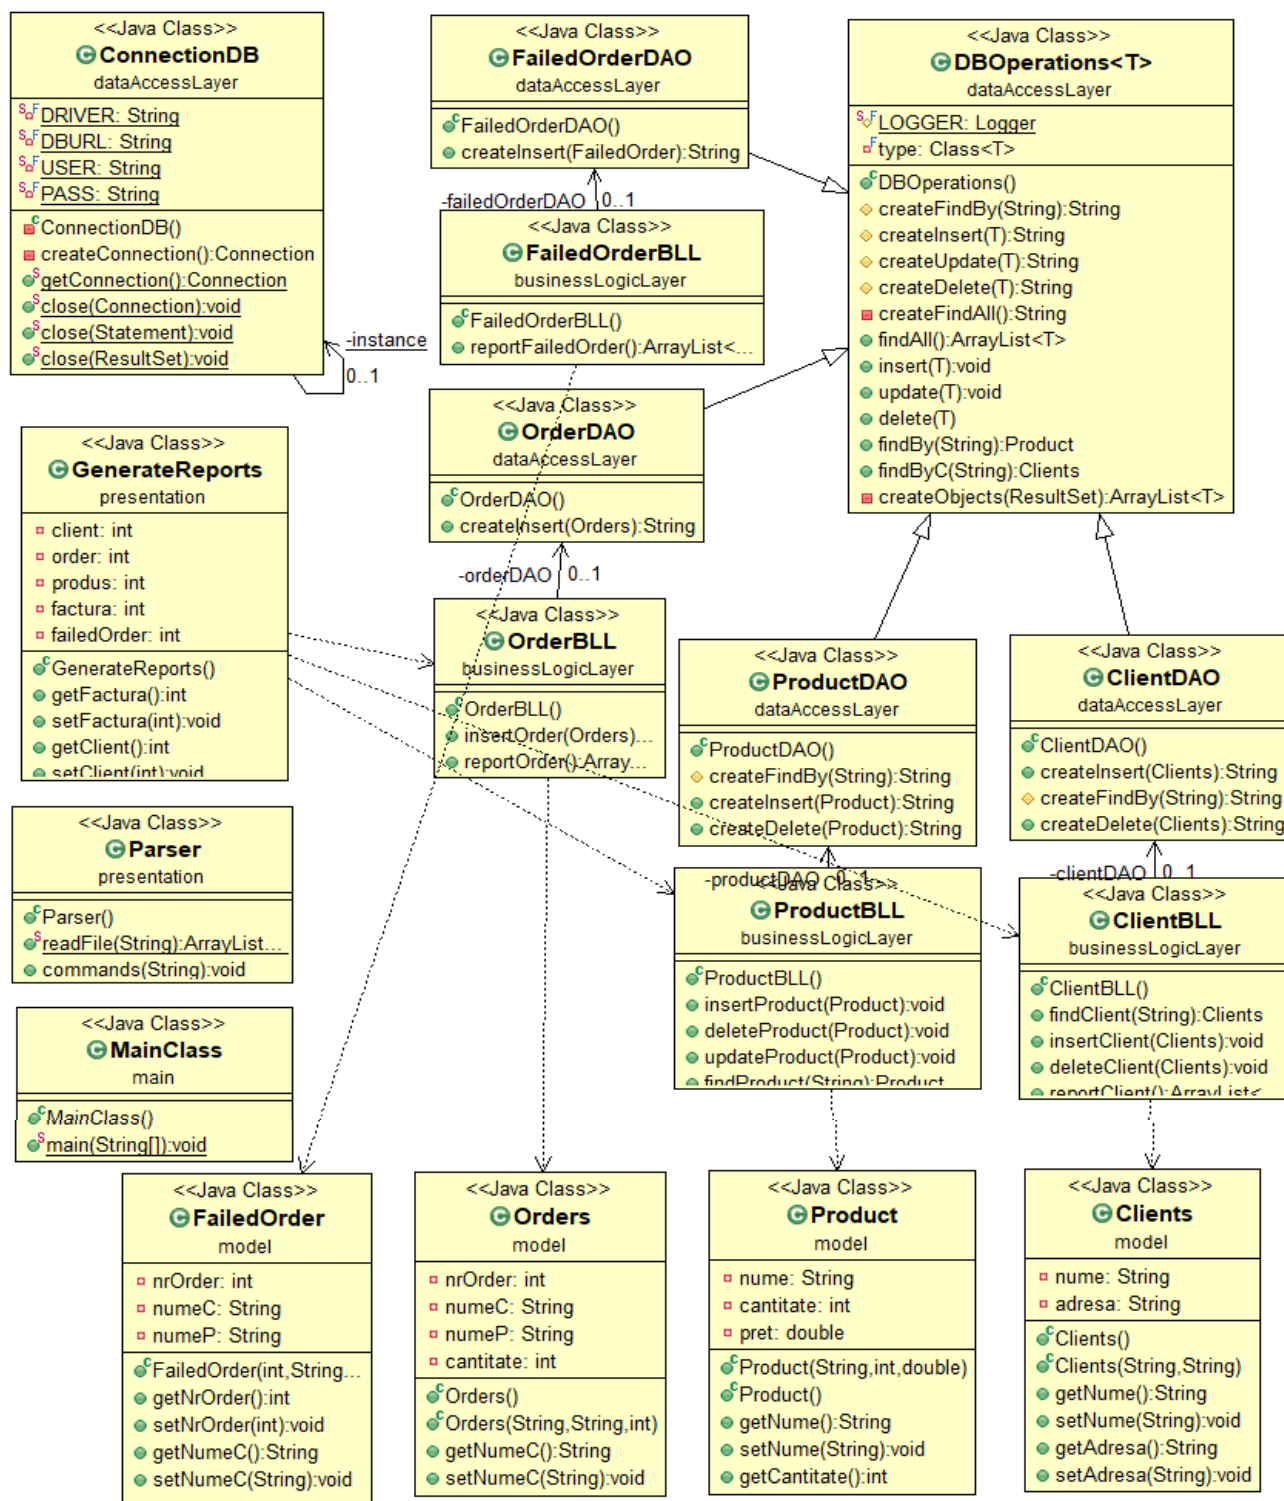 <<Java Class>>
ConnectionDB
dataAccessLayer
DRIVER: String
DBURL: String
USER: String
PASS: String
ConnectionDB()
createConnection():Connection
getConnection():Connection
close(Connection):void
close(Statement):void
close(ResultSet):void
-instance
0..1
<<Java Class>>
FailedOrderDAO
dataAccessLayer
FailedOrderDAO()
createInsert(FailedOrder):String
-failedOrderDAO
0..1
<<Java Class>>
FailedOrderBLL
businessLogicLayer
FailedOrderBLL()
reportFailedOrder():ArrayList<...
<<Java Class>>
DBOperations<T>
dataAccessLayer
LOGGER: Logger
type: Class<T>
DBOperations()
createFindBy(String):String
createInsert(T):String
createUpdate(T):String
createDelete(T):String
createFindAll():String
findAll():ArrayList<T>
insert(T):void
update(T):void
delete(T)
findBy(String):Product
findByC(String):Clients
createObjects(ResultSet):ArrayList<T>
<<Java Class>>
OrderDAO
dataAccessLayer
OrderDAO()
createInsert(Orders):String
-orderDAO
0..1
<<Java Class>>
GenerateReports
presentation
client: int
order: int
produs: int
factura: int
failedOrder: int
GenerateReports()
getFactura():int
setFactura(int):void
getClient():int
setClient(int):void
<<Java Class>>
OrderBLL
businessLogicLayer
OrderBLL()
insertOrder(Orders)...
reportOrder():Array...
<<Java Class>>
ProductDAO
dataAccessLayer
ProductDAO()
createFindBy(String):String
createInsert(Product):String
createDelete(Product):String
<<Java Class>>
ClientDAO
dataAccessLayer
ClientDAO()
createInsert(Clients):String
createFindBy(String):String
createDelete(Clients):String
<<Java Class>>
Parser
presentation
Parser()
readFile(String):ArrayList...
commands(String):void
-productDAO
0..1
<<Java Class>>
ProductBLL
businessLogicLayer
ProductBLL()
insertProduct(Product):void
deleteProduct(Product):void
updateProduct(Product):void
findProduct(String):Product
-clientDAO
0..1
<<Java Class>>
ClientBLL
businessLogicLayer
ClientBLL()
findClient(String):Clients
insertClient(Clients):void
deleteClient(Clients):void
reportClient():ArrayList<
<<Java Class>>
MainClass
main
MainClass()
main(String[]):void
<<Java Class>>
FailedOrder
model
nrOrder: int
numeC: String
numeP: String
FailedOrder(int,String...
getNrOrder():int
setNrOrder(int):void
getNumeC():String
setNumeC(String):void
<<Java Class>>
Orders
model
nrOrder: int
numeC: String
numeP: String
cantitate: int
Orders()
Orders(String,String,int)
getNumeC():String
setNumeC(String):void
<<Java Class>>
Product
model
nume: String
cantitate: int
pret: double
Product(String,int,double)
Product()
getNume():String
setNume(String):void
getCantitate():int
<<Java Class>>
Clients
model
nume: String
adresa: String
Clients()
Clients(String,String)
getNume():String
setNume(String):void
getAdresa():String
setAdresa(String):void